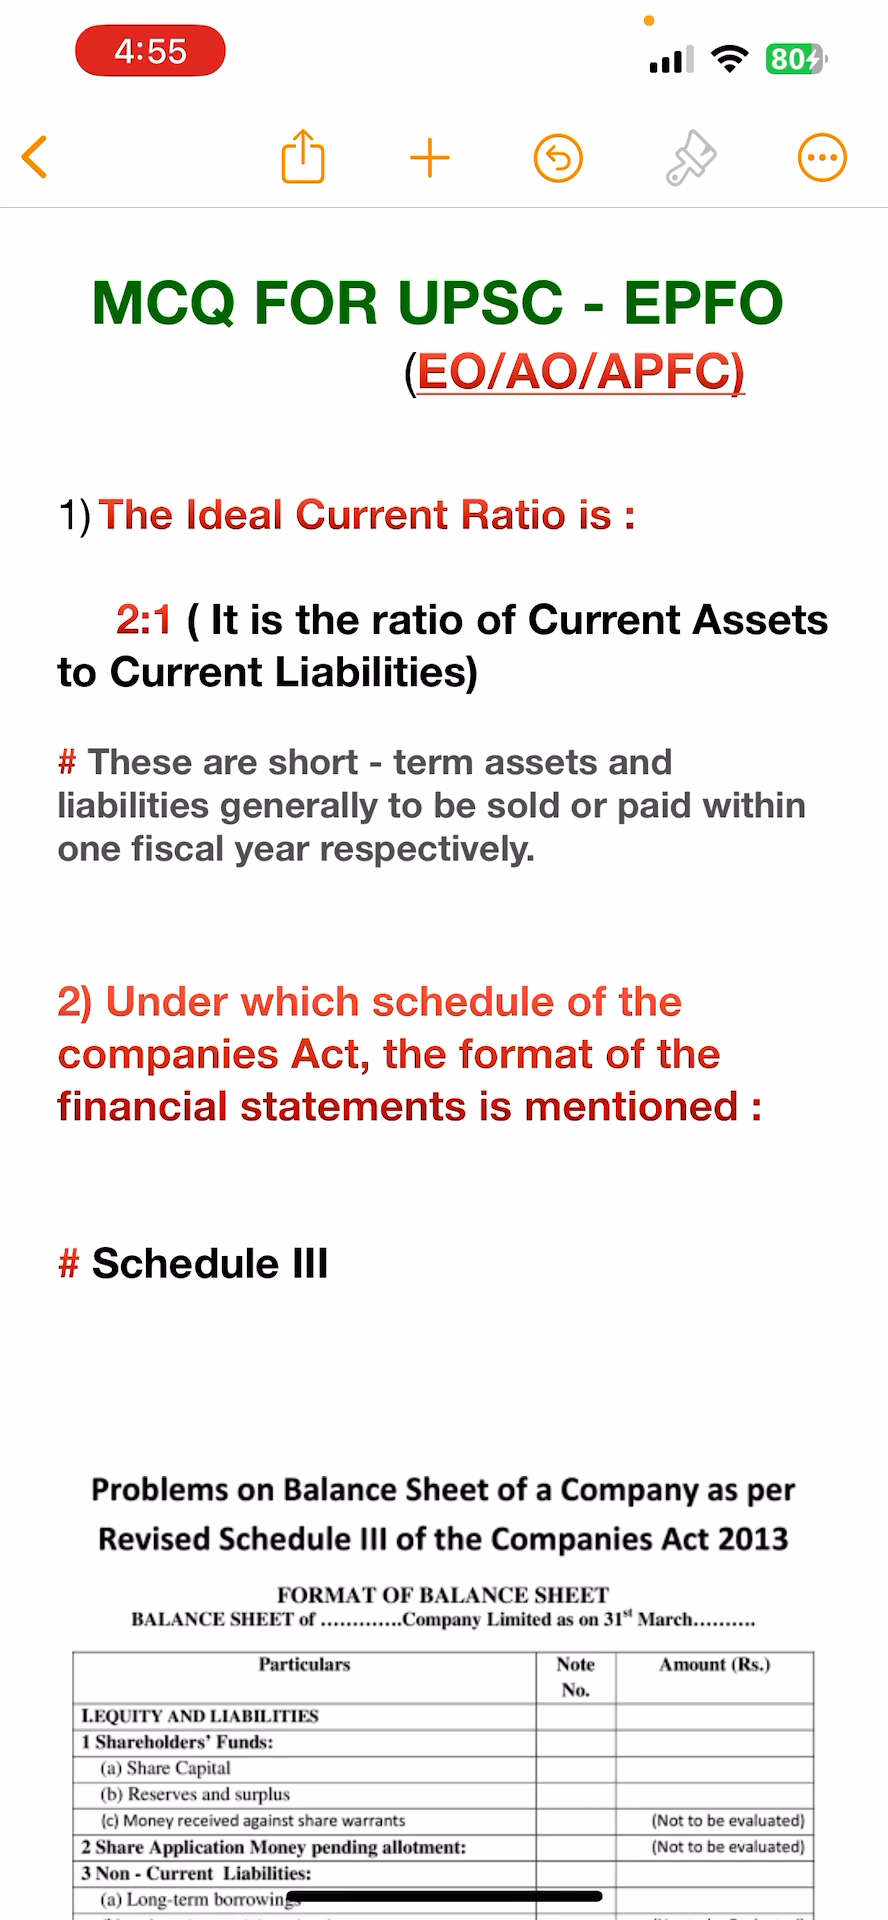 4:55
80
MCQ FOR UPSC - EPFO
(EO/AO/APFC)
1) The Ideal Current Ratio is :
2:1 ( It is the ratio of Current Assets
to Current Liabilities)
# These are short - term assets and
liabilities generally to be sold or paid within
one fiscal year respectively.
2) Under which schedule of the
companies Act, the format of the
financial statements is mentioned :
# Schedule III
Problems on Balance Sheet of a Company as per
Revised Schedule III of the Companies Act 2013
FORMAT OF BALANCE SHEET
BALANCE SHEET of .............Company Limited as on 31st March..........
Particulars Note Amount (Rs.)
No.
I.EQUITY AND LIABILITIES
1 Shareholders' Funds:
(a) Share Capital
(b) Reserves and surplus
(c) Money received against share warrants (Not to be evaluated)
2 Share Application Money pending allotment: (Not to be evaluated)
3 Non - Current Liabilities:
(a) Long-term borrowings